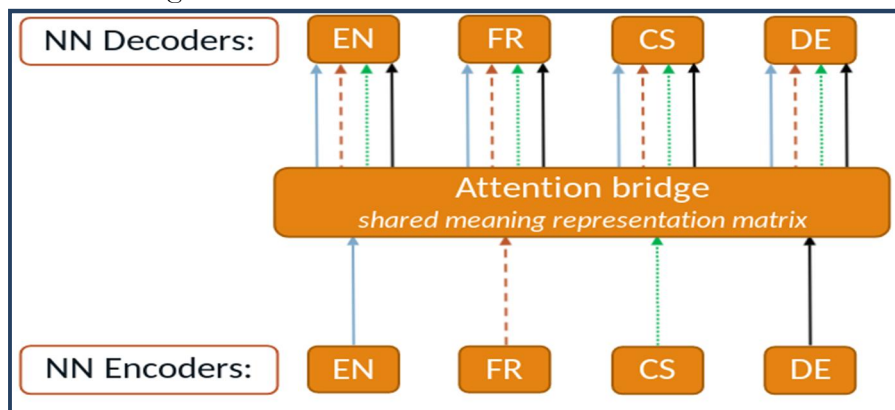 NN Decoders: EN FR CS DE
Attention bridge
shared meaning representation matrix
NN Encoders: EN FR CS DE